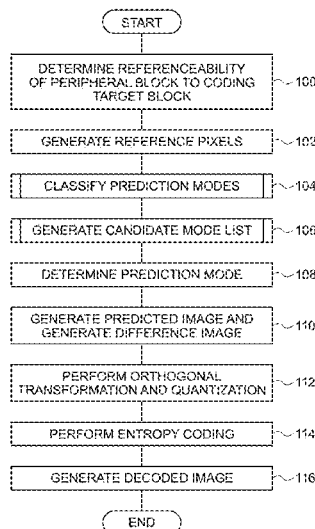 START
DETERMINE REFERENCEABILITY
OF PERIPHERAL BLOCK TO CODING
TARGET BLOCK
100
GENERATE REFERENCE PIXELS
102
CLASSIFY PREDICTION MODES
104
GENERATE CANDIDATE MODE LIST
106
DETERMINE PREDICTION MODE
108
GENERATE PREDICTED IMAGE AND
GENERATE DIFFERENCE IMAGE
110
PERFORM ORTHOGONAL
TRANSFORMATION AND QUANTIZATION
112
PERFORM ENTROPY CODING
114
GENERATE DECODED IMAGE
116
END